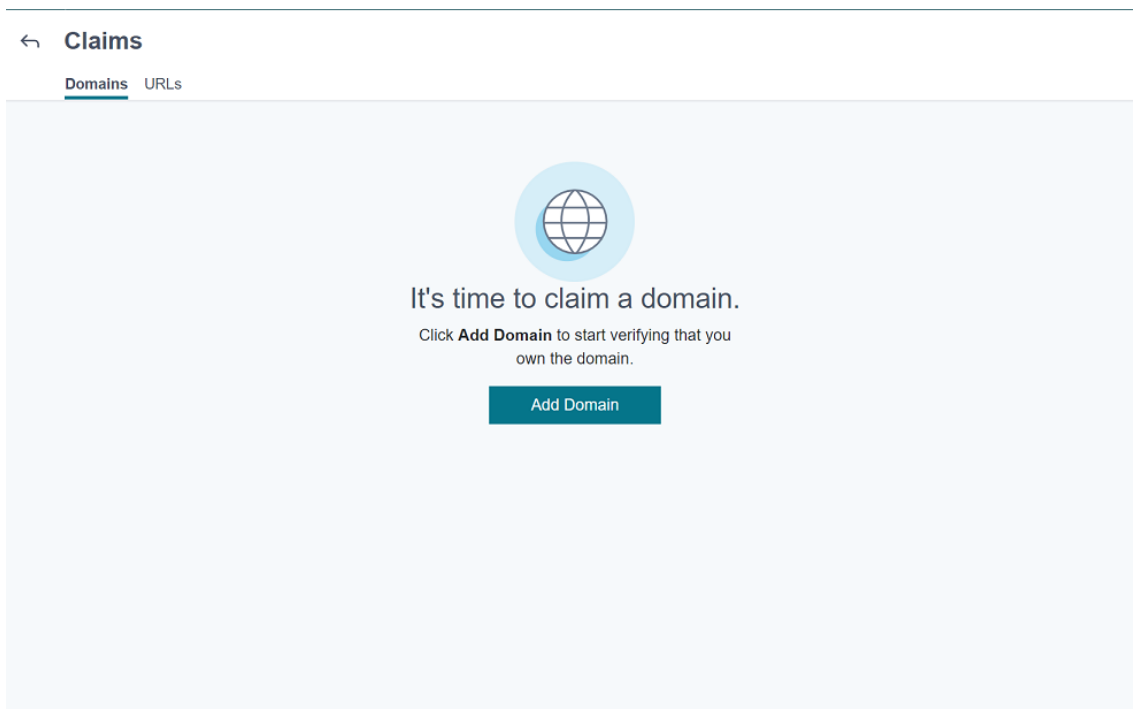 Claims
Domains URLs
It's time to claim a domain.
Click Add Domain to start verifying that you
own the domain.
Add Domain